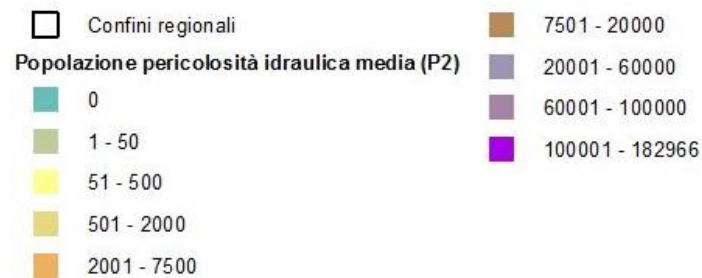 Confini regionali
Popolazione pericolosità idraulica media (P2)
0
1 - 50
51 - 500
501 - 2000
2001 - 7500
7501 - 20000
20001 - 60000
60001 - 100000
100001 - 182966